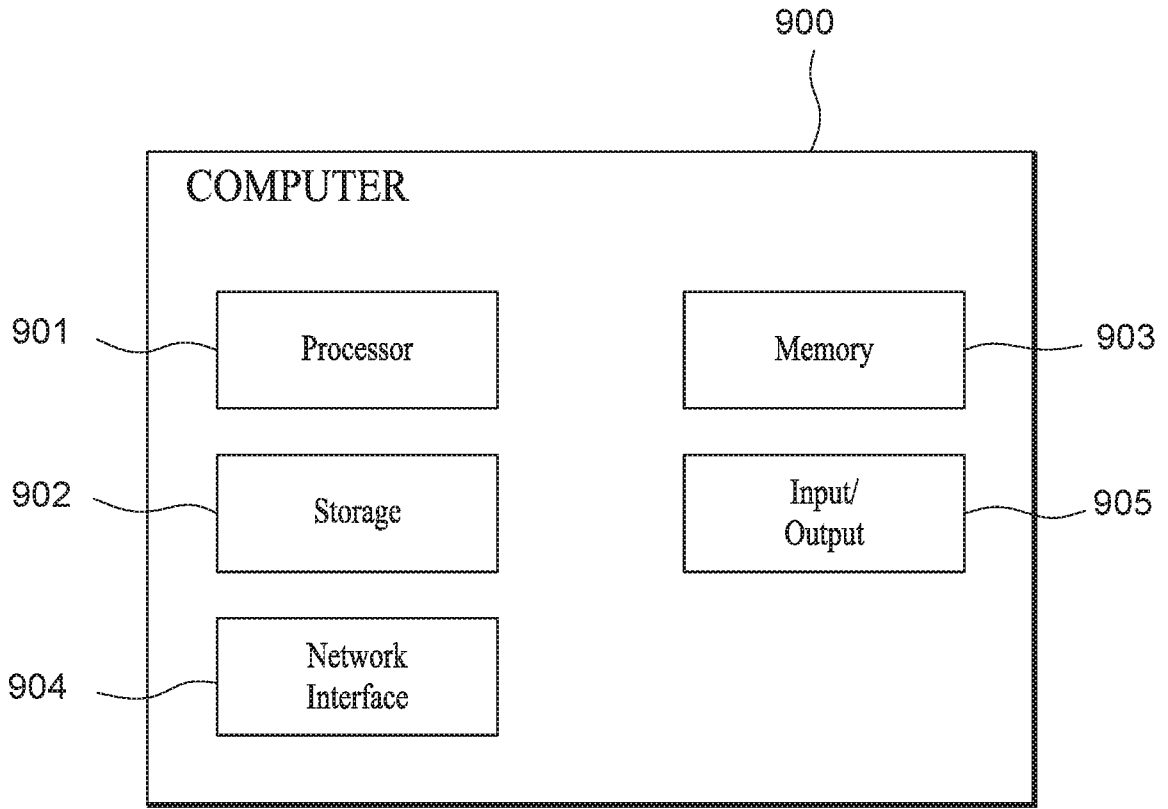 900
COMPUTER
901
Processor
Memory
903
902
Storage
Input/
Output
905
904
Network
Interface